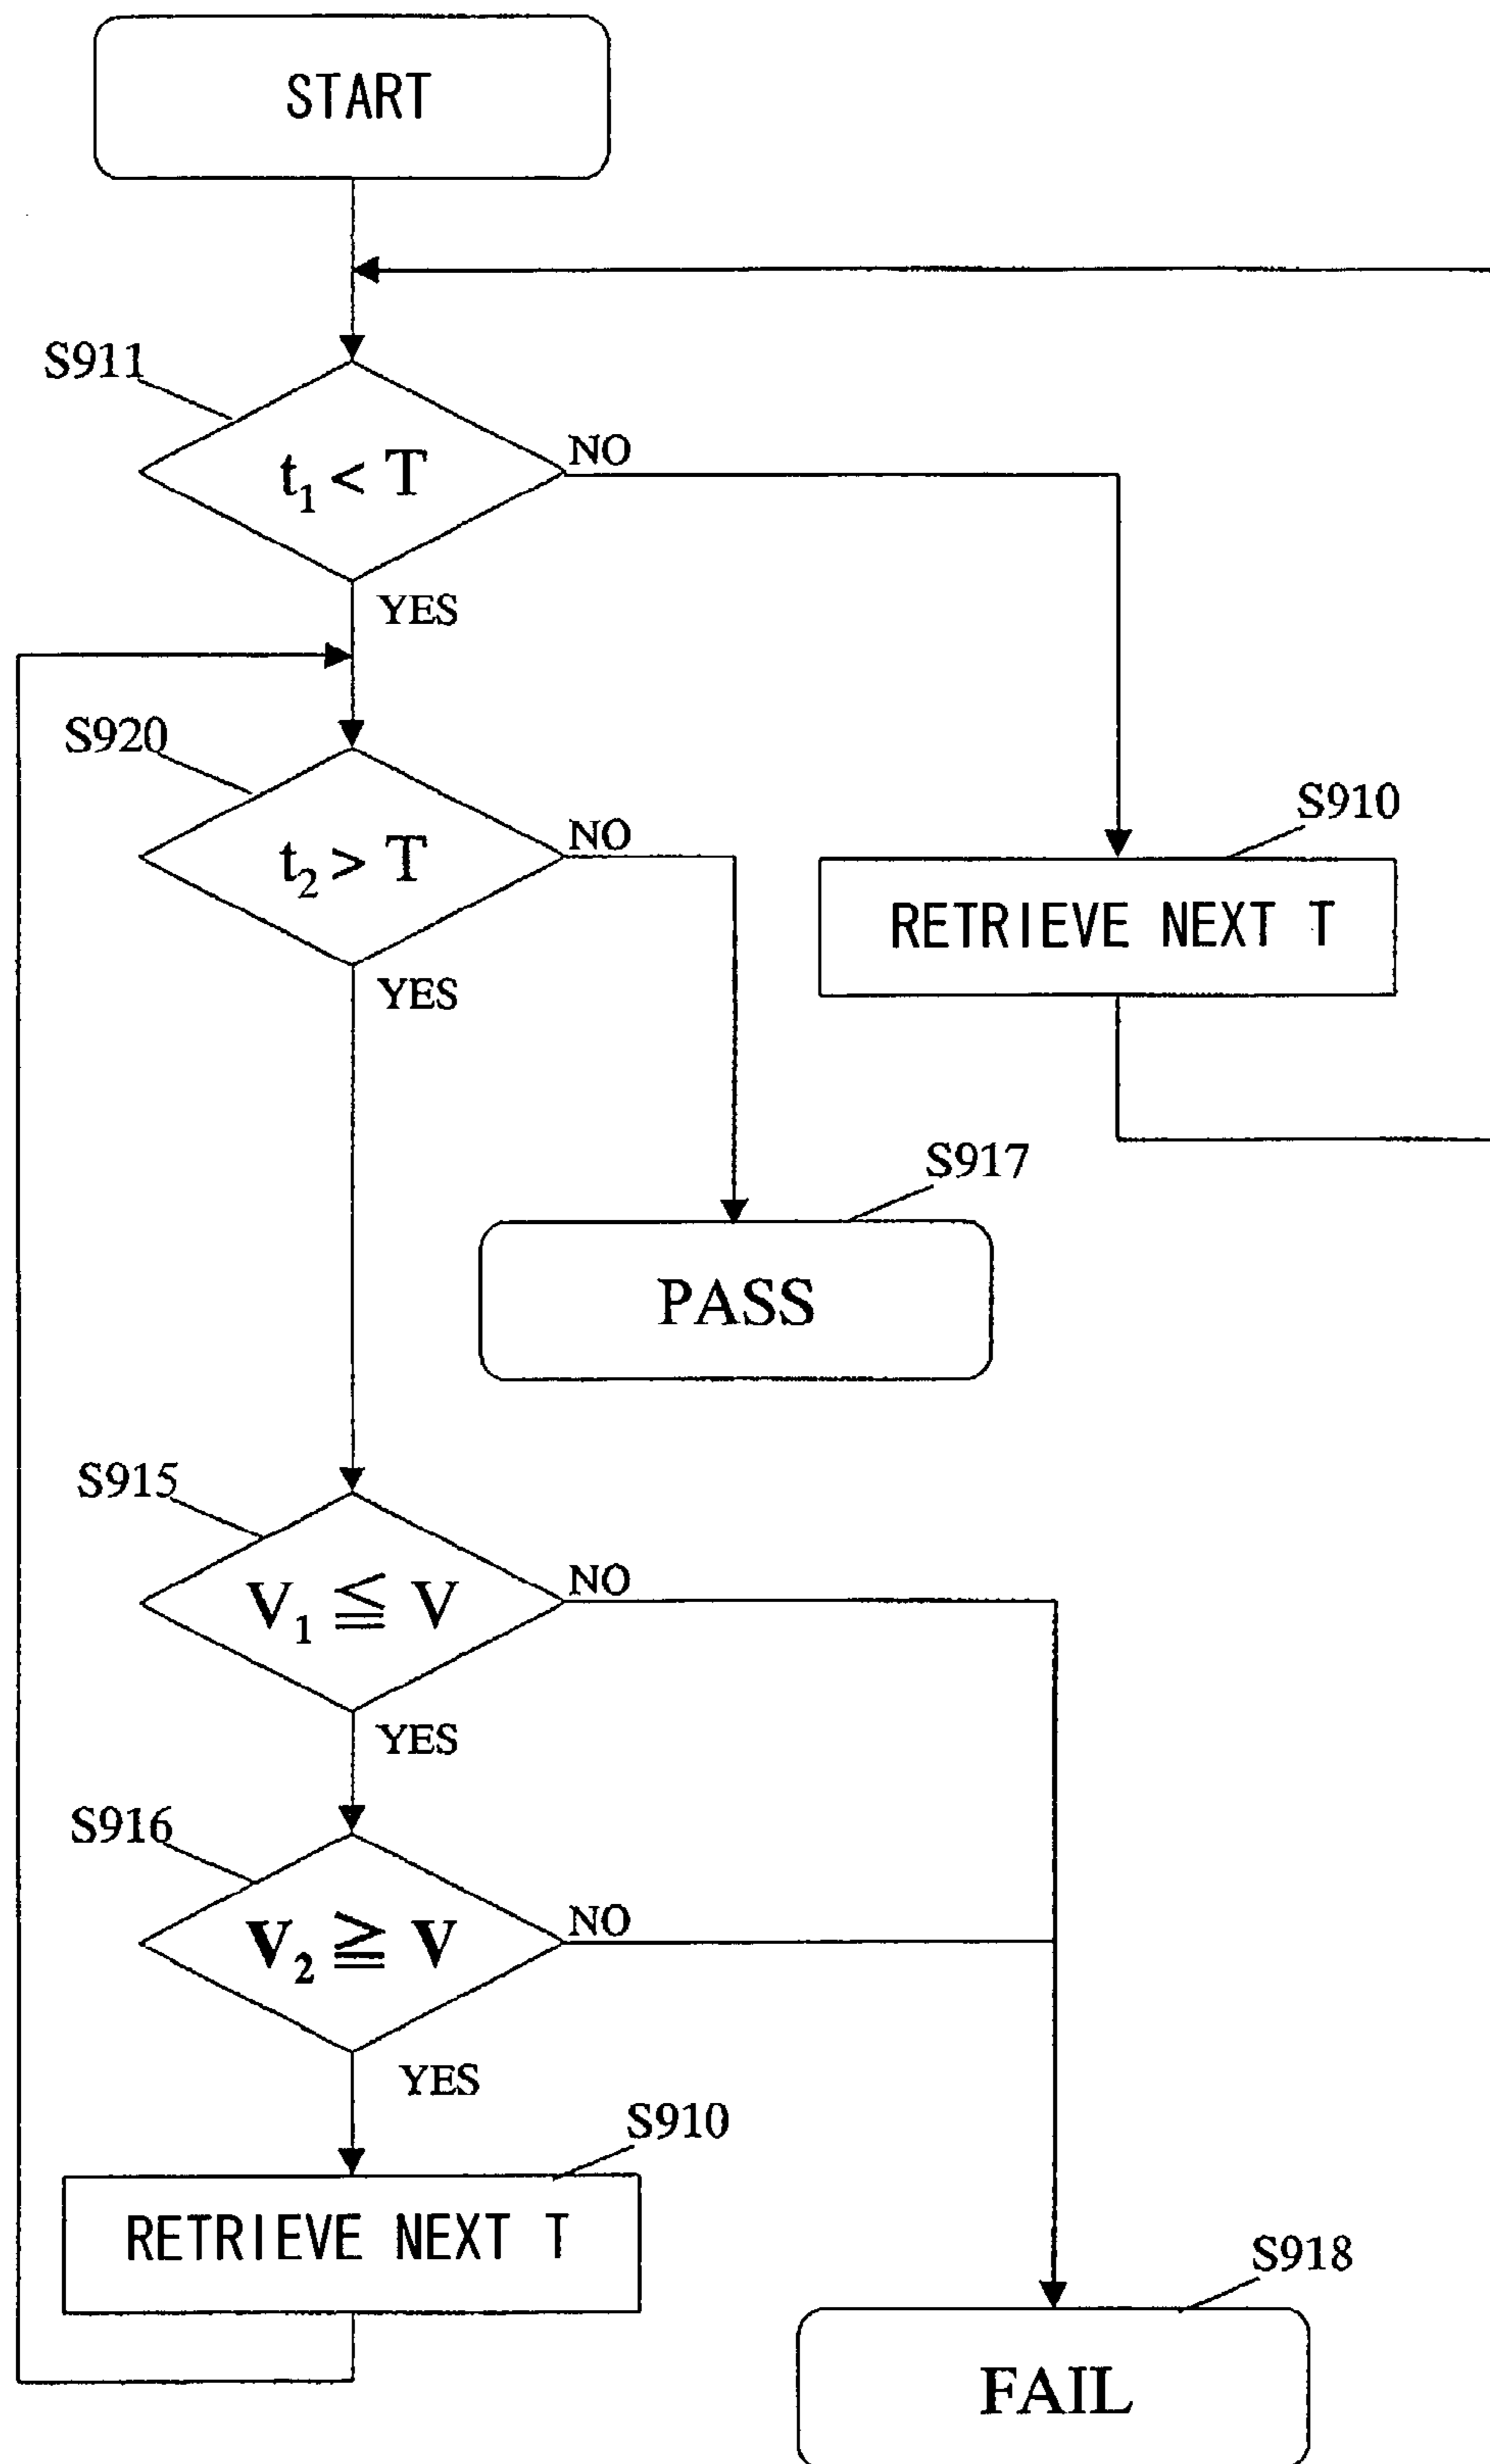 START
S911
t₁ < T
NO
YES
S920
t₂ > T
NO
YES
S910
RETRIEVE NEXT T
S917
PASS
S915
V₁ ≦ V
NO
YES
S916
V₂ ≧ V
NO
YES
S910
RETRIEVE NEXT T
S918
FAIL